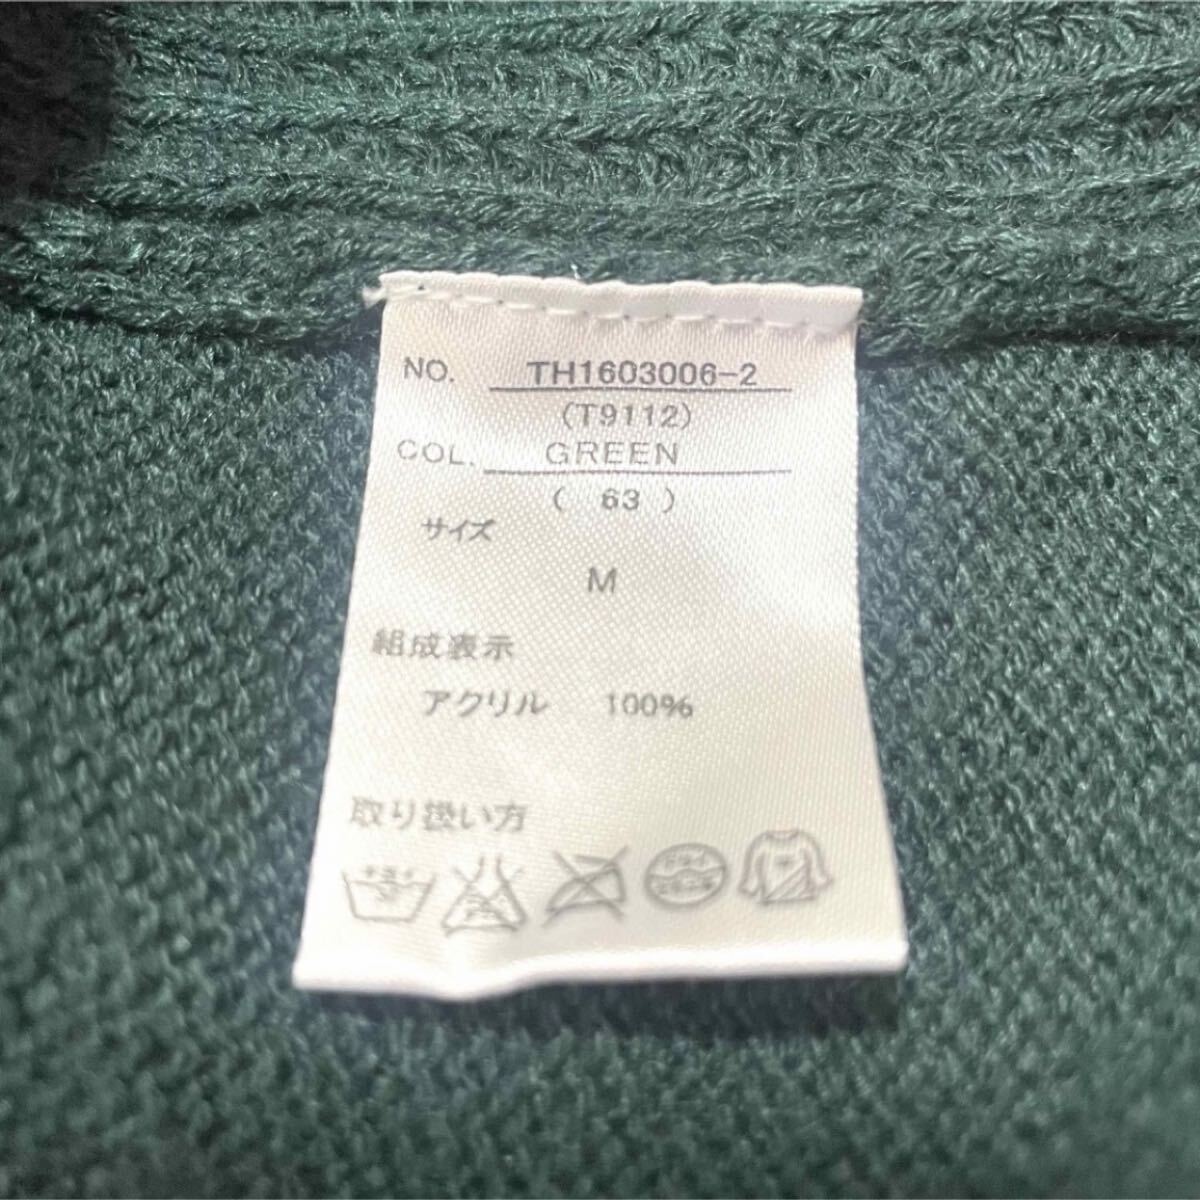 NO. TH1603006-2
(T9112)
COL. GREEN
( 63 )
サイズ
M
組成表示
アクリル 100%
取り扱い方